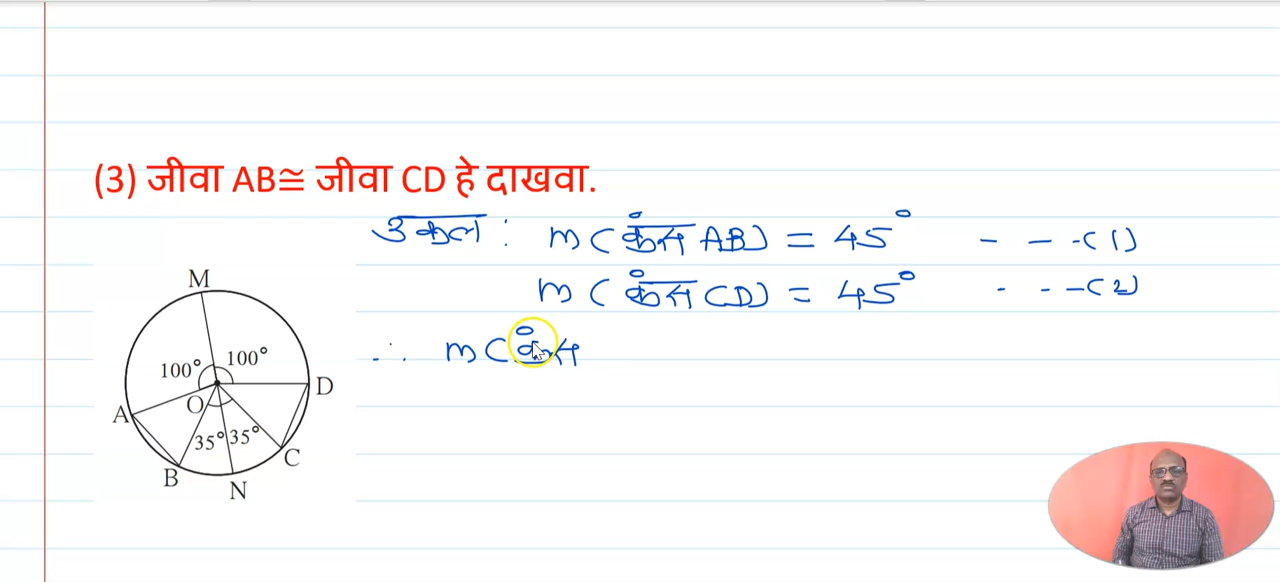 (3) जीवा AB≅ जीवा CD हे दाखवा.
उकल : m(कंस AB) = 45° - - -(1)
m(कंस CD) = 45° - - -(2)
∴ m(कंस
M
100° 100°
D
A
O
35° 35°
C
B
N